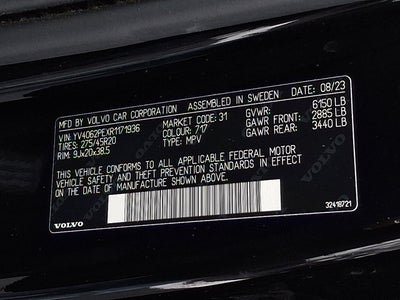 MFD. BY VOLVO CAR CORPORATION ASSEMBLED IN SWEDEN DATE 08/23
VIN: YV4062PEXR1171936 MARKET CODE: 31 GVWR: 6150 LB
TIRES: 275/45R20 COLOUR: 717 GAWR FRONT: 2885 LB
RIM: 9Jx20x38.5 TYPE: MPV GAWR REAR: 3440 LB
THIS VEHICLE CONFORMS TO ALL APPLICABLE FEDERAL MOTOR
VEHICLE SAFETY AND THEFT PREVENTION STANDARDS IN EFFECT
ON THE DATE OF MANUFACTURE SHOWN ABOVE.
VOLVO 32418721